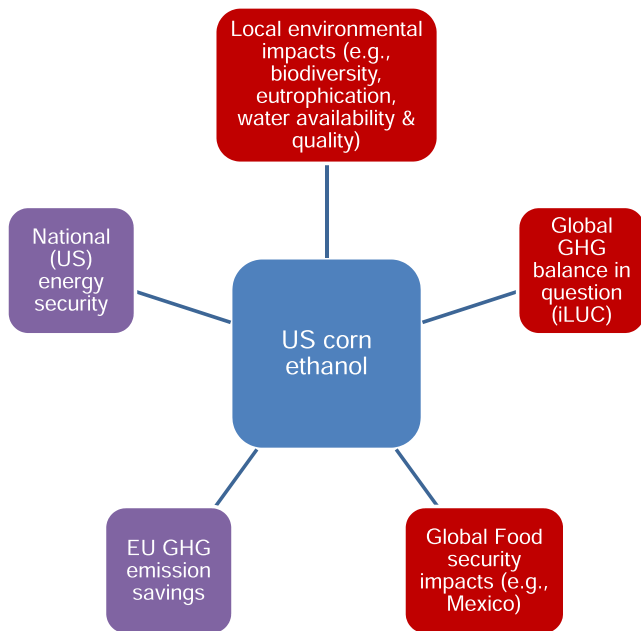 Local environmental
impacts (e.g.,
biodiversity,
eutrophication,
water availability &
quality)
National
(US)
energy
security
Global
GHG
balance in
question
(iLUC)
US corn
ethanol
EU GHG
emission
savings
Global Food
security
impacts (e.g.,
Mexico)